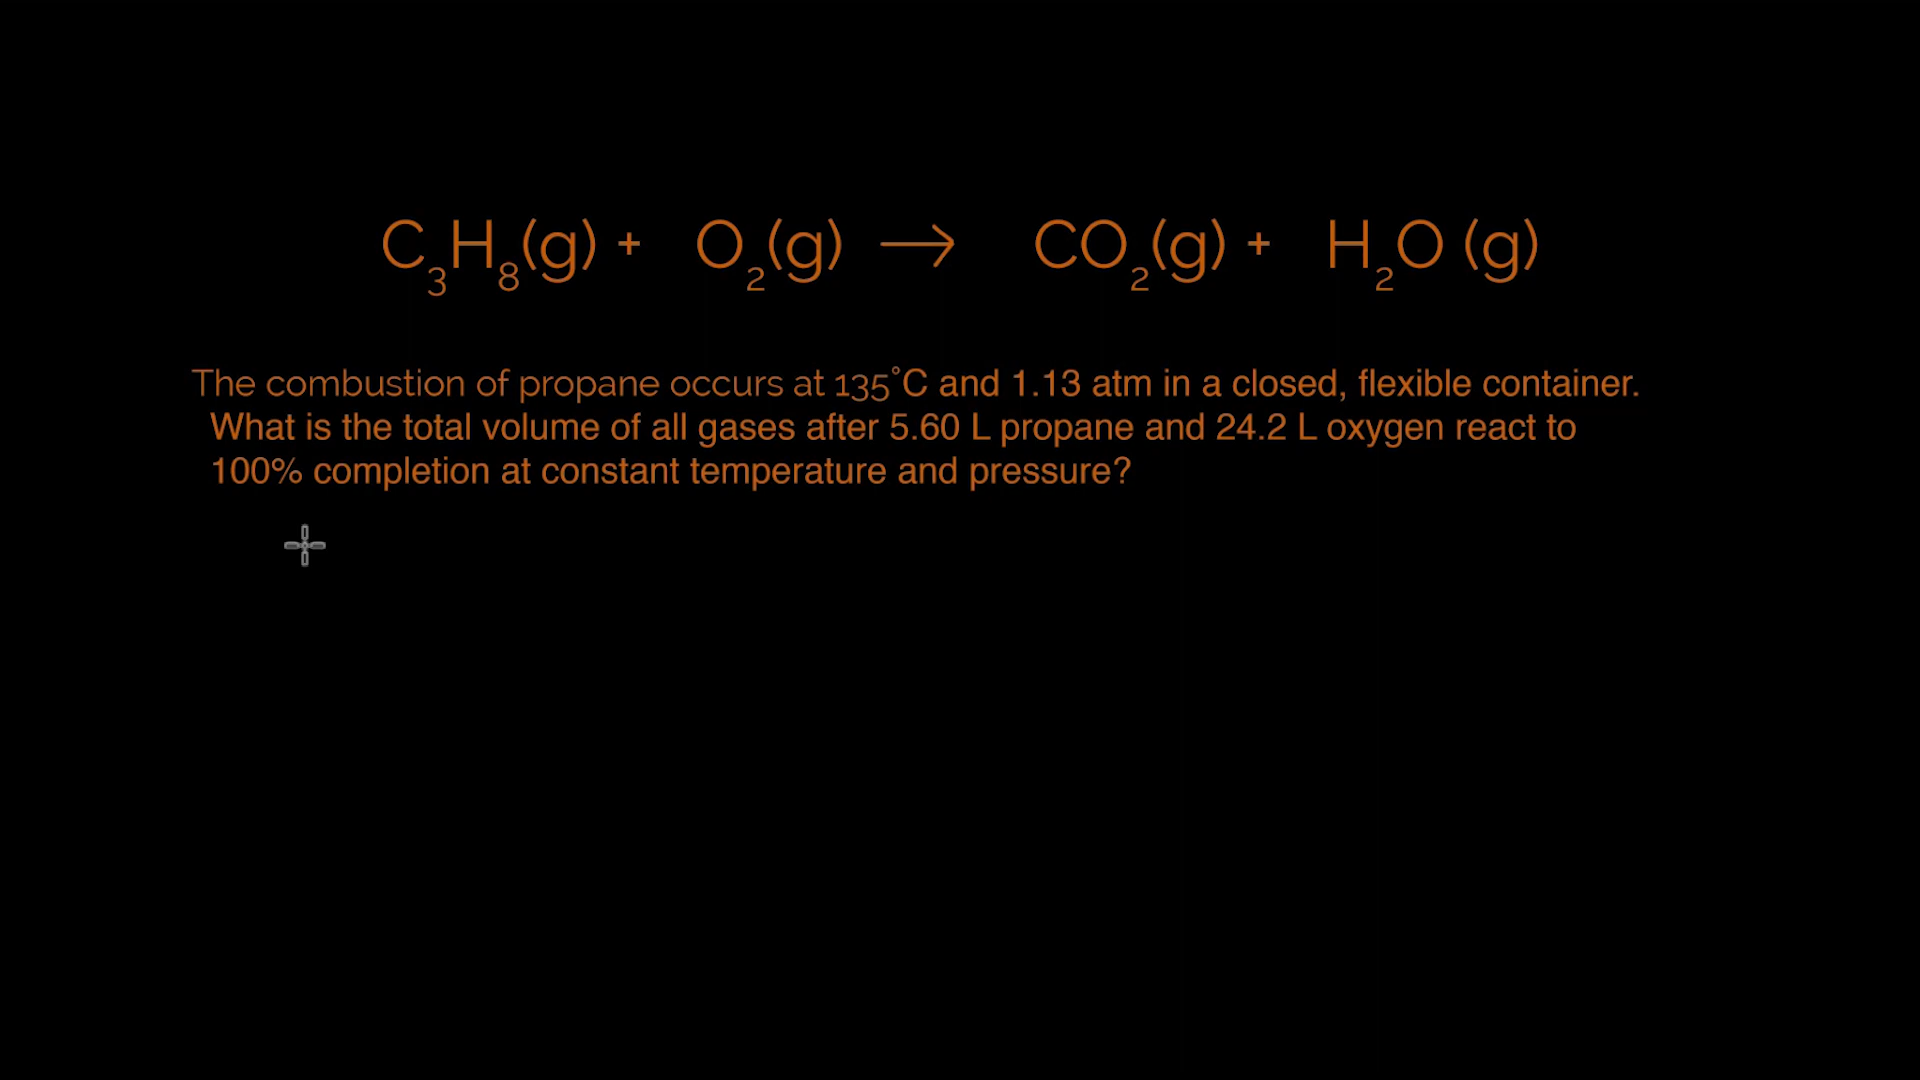 C₃H₈(g) + O₂(g) → CO₂(g) + H₂O (g)
The combustion of propane occurs at 135˚C and 1.13 atm in a closed, flexible container.
What is the total volume of all gases after 5.60 L propane and 24.2 L oxygen react to
100% completion at constant temperature and pressure?